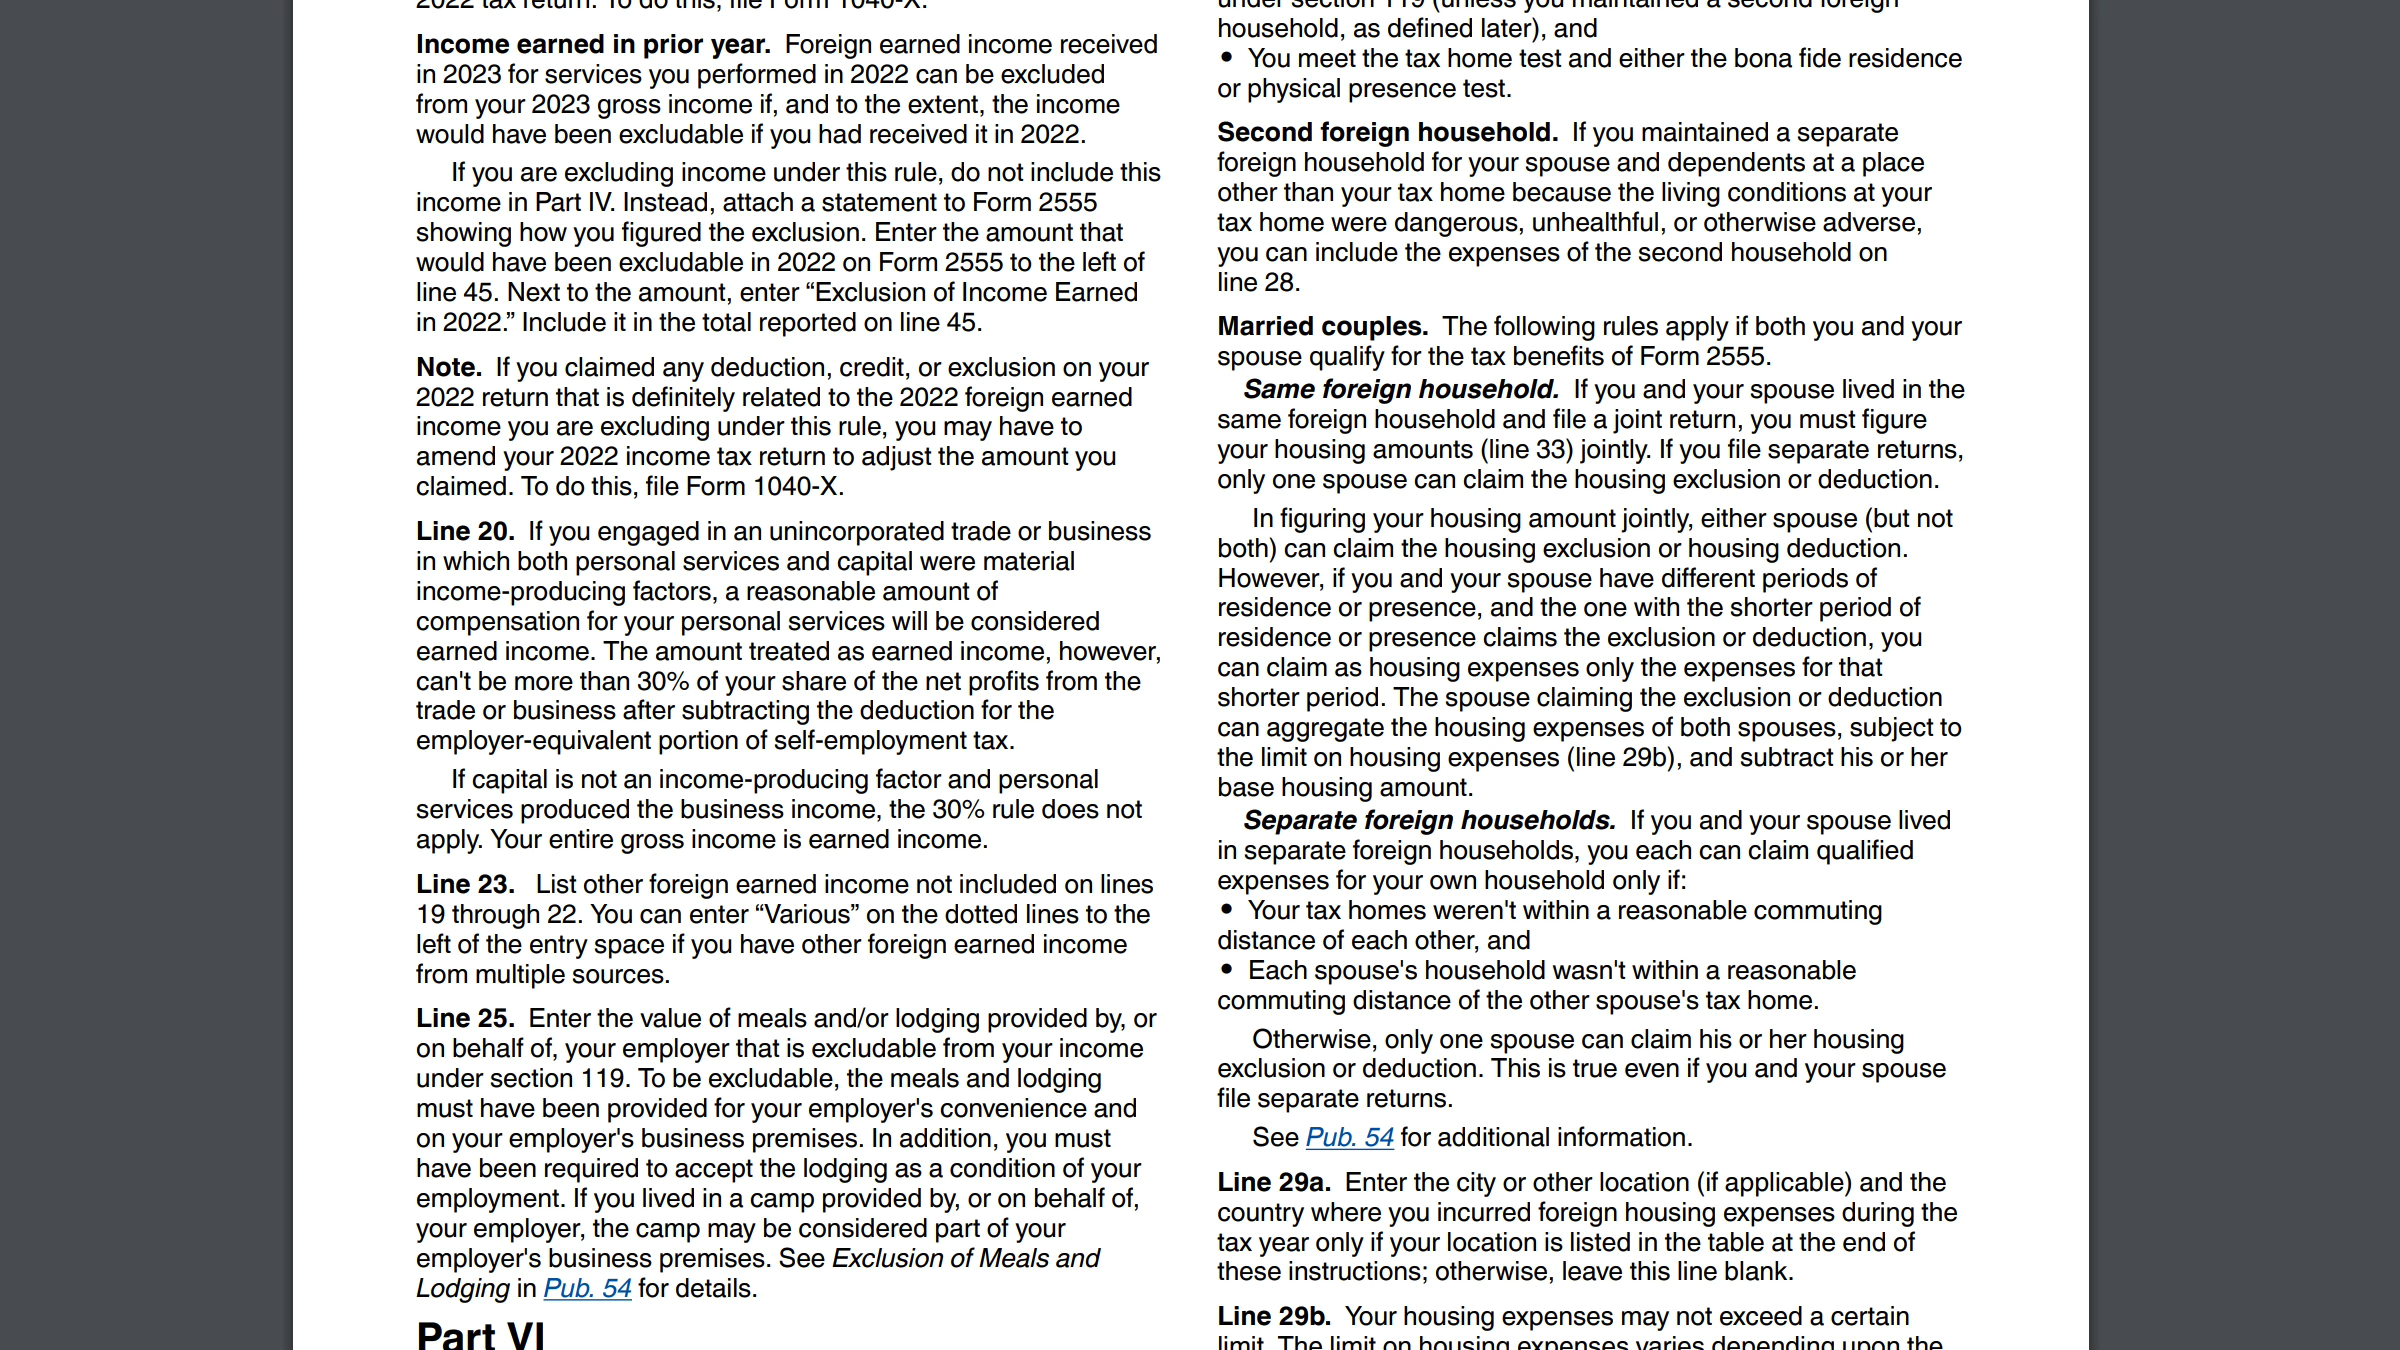 2022 tax return. To do this, file Form 1040-X.
Income earned in prior year. Foreign earned income received
in 2023 for services you performed in 2022 can be excluded
from your 2023 gross income if, and to the extent, the income
would have been excludable if you had received it in 2022.
If you are excluding income under this rule, do not include this
income in Part IV. Instead, attach a statement to Form 2555
showing how you figured the exclusion. Enter the amount that
would have been excludable in 2022 on Form 2555 to the left of
line 45. Next to the amount, enter “Exclusion of Income Earned
in 2022.” Include it in the total reported on line 45.
Note. If you claimed any deduction, credit, or exclusion on your
2022 return that is definitely related to the 2022 foreign earned
income you are excluding under this rule, you may have to
amend your 2022 income tax return to adjust the amount you
claimed. To do this, file Form 1040-X.
Line 20. If you engaged in an unincorporated trade or business
in which both personal services and capital were material
income-producing factors, a reasonable amount of
compensation for your personal services will be considered
earned income. The amount treated as earned income, however,
can't be more than 30% of your share of the net profits from the
trade or business after subtracting the deduction for the
employer-equivalent portion of self-employment tax.
If capital is not an income-producing factor and personal
services produced the business income, the 30% rule does not
apply. Your entire gross income is earned income.
Line 23. List other foreign earned income not included on lines
19 through 22. You can enter “Various” on the dotted lines to the
left of the entry space if you have other foreign earned income
from multiple sources.
Line 25. Enter the value of meals and/or lodging provided by, or
on behalf of, your employer that is excludable from your income
under section 119. To be excludable, the meals and lodging
must have been provided for your employer's convenience and
on your employer's business premises. In addition, you must
have been required to accept the lodging as a condition of your
employment. If you lived in a camp provided by, or on behalf of,
your employer, the camp may be considered part of your
employer's business premises. See Exclusion of Meals and
Lodging in Pub. 54 for details.
Part VI
under section 119 (unless you maintained a second foreign
household, as defined later), and
• You meet the tax home test and either the bona fide residence
or physical presence test.
Second foreign household. If you maintained a separate
foreign household for your spouse and dependents at a place
other than your tax home because the living conditions at your
tax home were dangerous, unhealthful, or otherwise adverse,
you can include the expenses of the second household on
line 28.
Married couples. The following rules apply if both you and your
spouse qualify for the tax benefits of Form 2555.
Same foreign household. If you and your spouse lived in the
same foreign household and file a joint return, you must figure
your housing amounts (line 33) jointly. If you file separate returns,
only one spouse can claim the housing exclusion or deduction.
In figuring your housing amount jointly, either spouse (but not
both) can claim the housing exclusion or housing deduction.
However, if you and your spouse have different periods of
residence or presence, and the one with the shorter period of
residence or presence claims the exclusion or deduction, you
can claim as housing expenses only the expenses for that
shorter period. The spouse claiming the exclusion or deduction
can aggregate the housing expenses of both spouses, subject to
the limit on housing expenses (line 29b), and subtract his or her
base housing amount.
Separate foreign households. If you and your spouse lived
in separate foreign households, you each can claim qualified
expenses for your own household only if:
• Your tax homes weren't within a reasonable commuting
distance of each other, and
• Each spouse's household wasn't within a reasonable
commuting distance of the other spouse's tax home.
Otherwise, only one spouse can claim his or her housing
exclusion or deduction. This is true even if you and your spouse
file separate returns.
See Pub. 54 for additional information.
Line 29a. Enter the city or other location (if applicable) and the
country where you incurred foreign housing expenses during the
tax year only if your location is listed in the table at the end of
these instructions; otherwise, leave this line blank.
Line 29b. Your housing expenses may not exceed a certain
limit. The limit on housing expenses varies depending upon the